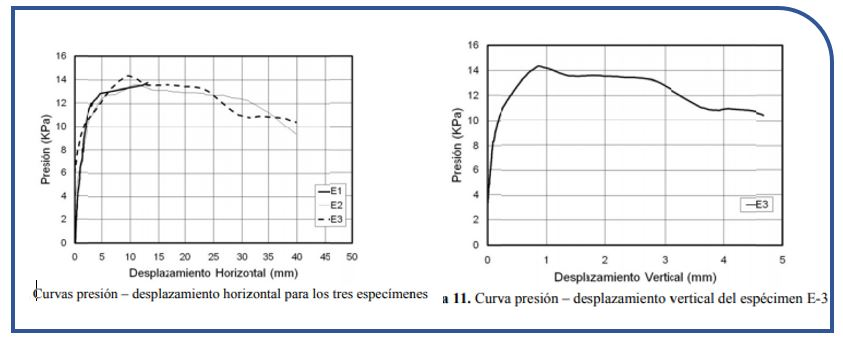 16
14
12
10
8
6
4
2
0
Presión (KPa)
E1
E2
E3
0 5 10 15 20 25 30 35 40 45 50
Desplazamiento Horizontal (mm)
Curvas presión – desplazamiento horizontal para los tres especímenes
16
14
12
10
8
6
4
2
0
Presión (KPa)
E3
0 1 2 3 4 5
Desplazamiento Vertical (mm)
a 11. Curva presión – desplazamiento vertical del espécimen E-3